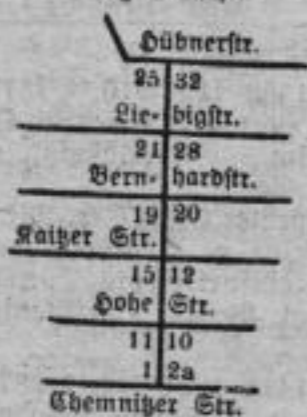 Hübnerstr.
25 32
Lie- bigstr.
21 28
Bern- hardstr.
19 20
Kaitzer Str.
15 12
Hohe Str.
11 10
1 2a
Chemnitzer Str.